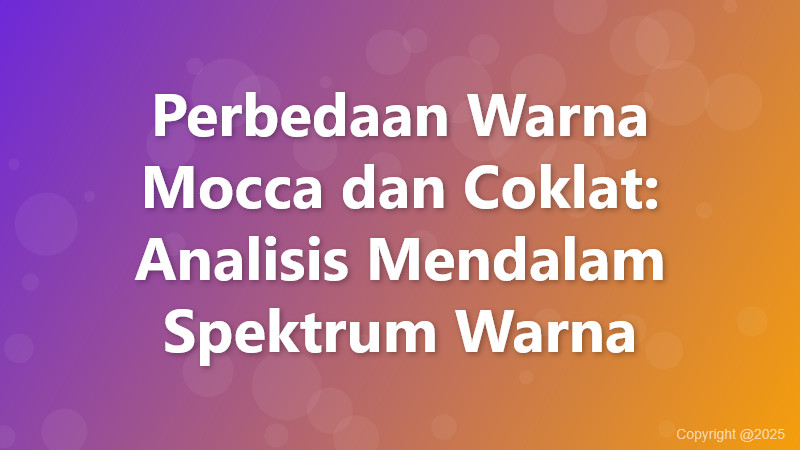 Perbedaan Warna
Mocca dan Coklat:
Analisis Mendalam
Spektrum Warna
Copyright @2025